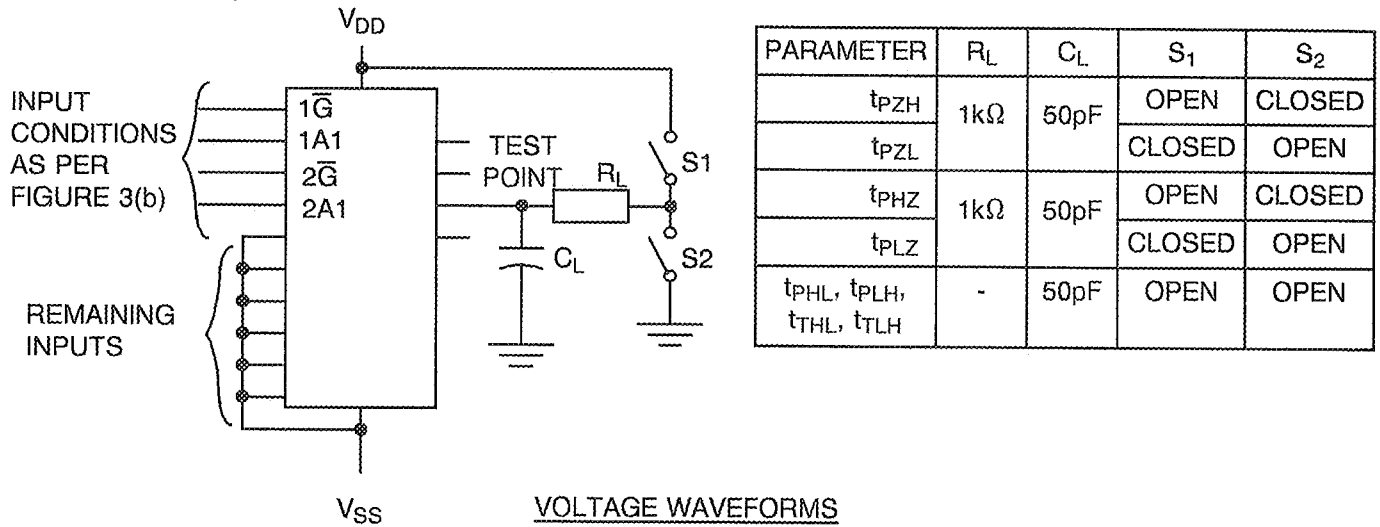 V_DD
INPUT
CONDITIONS
AS PER
FIGURE 3(b)
1G̅
1A1
2G̅
2A1
TEST
POINT
R_L
S1
C_L
S2
REMAINING
INPUTS
V_SS
PARAMETER R_L C_L S_1 S_2
t_PZH 1kΩ 50pF OPEN CLOSED
t_PZL CLOSED OPEN
t_PHZ 1kΩ 50pF OPEN CLOSED
t_PLZ CLOSED OPEN
t_PHL, t_PLH, - 50pF OPEN OPEN
t_THL, t_TLH
VOLTAGE WAVEFORMS